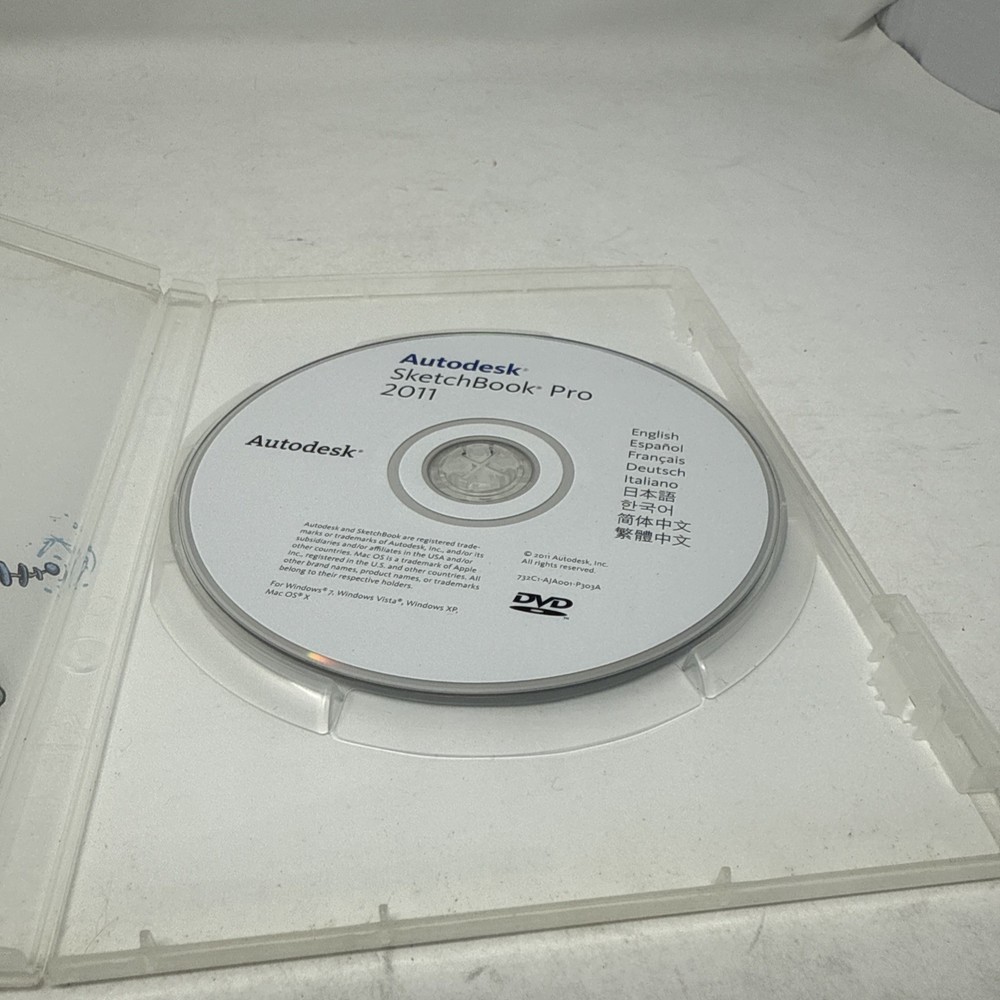 Autodesk®
SketchBook® Pro
2011
Autodesk®
English
Español
Français
Deutsch
Italiano
日本語
한국어
简体中文
繁體中文
Autodesk and SketchBook are registered trade-
marks or trademarks of Autodesk, Inc., and/or its
subsidiaries and/or affiliates in the USA and/or
other countries. Mac OS is a trademark of Apple
Inc., registered in the U.S. and other countries. All
other brand names, product names, or trademarks
belong to their respective holders.
For Windows® 7, Windows Vista®, Windows XP,
Mac OS® X
© 2011 Autodesk, Inc.
All rights reserved.
732C1-AJA001-P303A
DVD